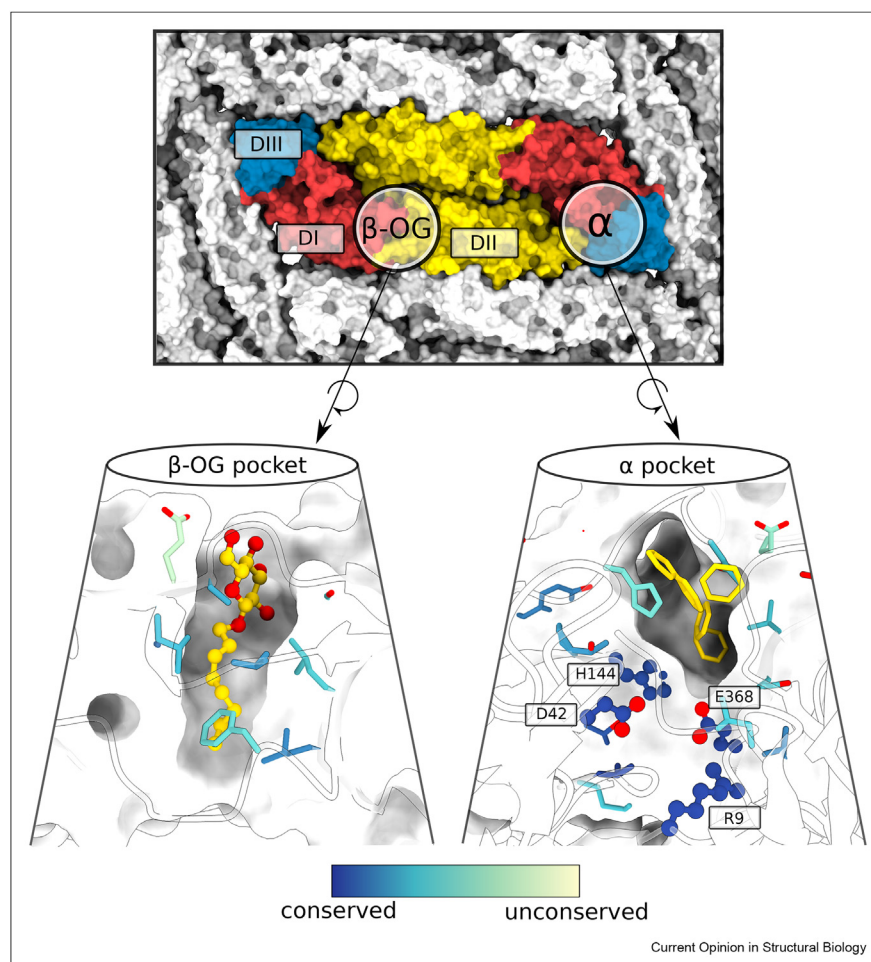 DIII
DI
β-OG
DII
α
β-OG pocket
α pocket
H144
E368
D42
R9
conserved
unconserved
Current Opinion in Structural Biology